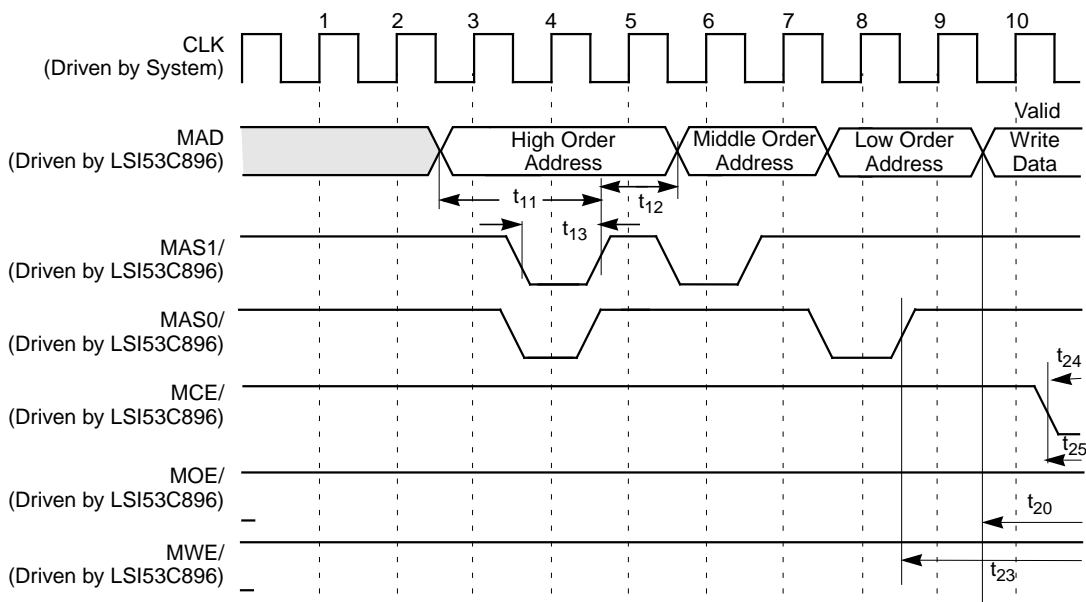 1 2 3 4 5 6 7 8 9 10
CLK
(Driven by System)
Valid
MAD
(Driven by LSI53C896)
High Order
Address
Middle Order
Address
Low Order
Address
Write
Data
t11
t12
t13
MAS1/
(Driven by LSI53C896)
MAS0/
(Driven by LSI53C896)
t24
MCE/
(Driven by LSI53C896)
t25
MOE/
(Driven by LSI53C896)
t20
MWE/
(Driven by LSI53C896)
t23